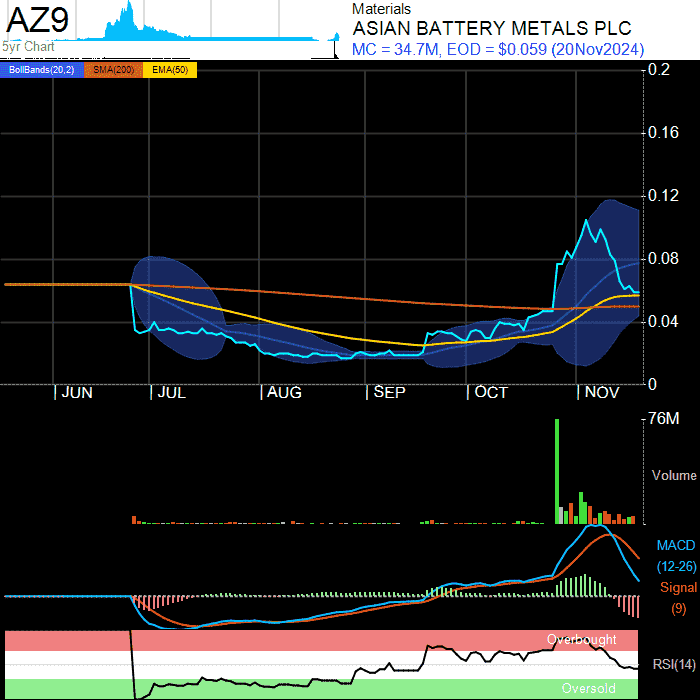 AZ9
5yr Chart
Materials
ASIAN BATTERY METALS PLC
MC = 34.7M, EOD = $0.059 (20Nov2024)
BollBands(20,2) SMA(200) EMA(50)
0.2
0.16
0.12
0.08
0.04
0
JUN JUL AUG SEP OCT NOV
76M
Volume
MACD
(12-26)
Signal
(9)
Overbought
RSI(14)
Oversold